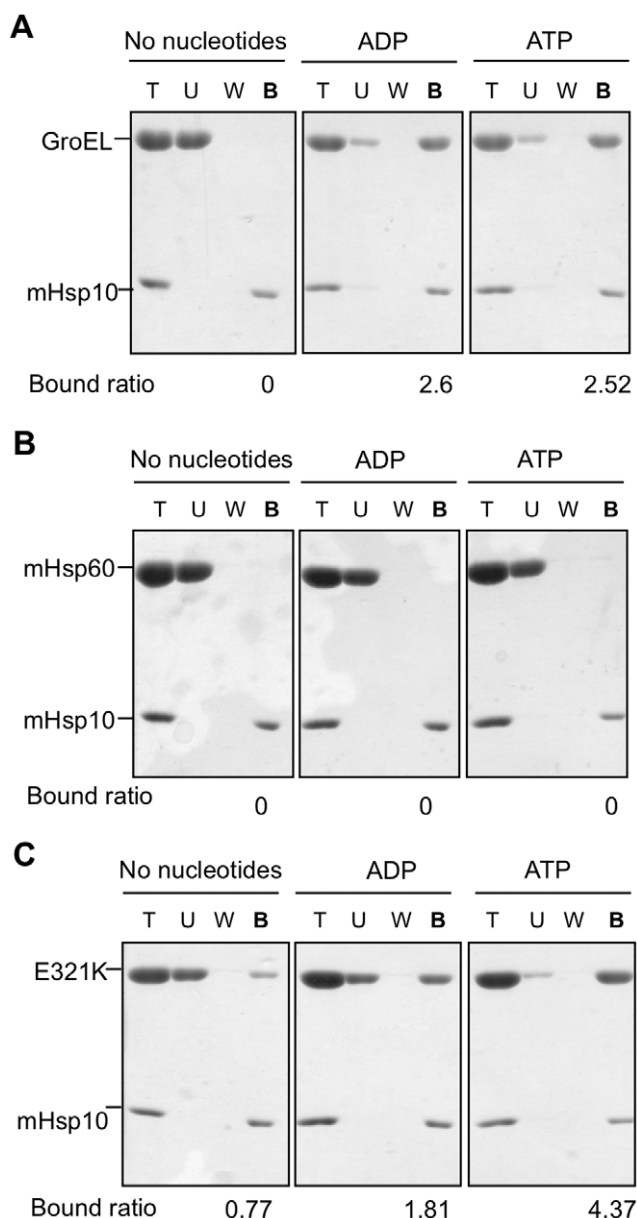 A
No nucleotides ADP ATP
T U W B T U W B T U W B
GroEL
mHsp10
Bound ratio 0 2.6 2.52
B
No nucleotides ADP ATP
T U W B T U W B T U W B
mHsp60
mHsp10
Bound ratio 0 0 0
C
No nucleotides ADP ATP
T U W B T U W B T U W B
E321K
mHsp10
Bound ratio 0.77 1.81 4.37